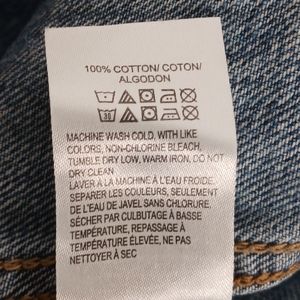 100% COTTON/ COTON/
ALGODON
30
MACHINE WASH COLD, WITH LIKE
COLORS, NON-CHLORINE BLEACH,
TUMBLE DRY LOW, WARM IRON, DO NOT
DRY CLEAN
LAVER À LA MACHINE À L'EAU FROIDE.
SEPARER LES COULEURS, SEULEMENT
DE L'EAU DE JAVEL SANS CHLORURE.
SÉCHER PAR CULBUTAGE À BASSE
TEMPÉRATURE, REPASSAGE À
TEMPÉRATURE ÉLEVÉE, NE PAS
NETTOYER À SEC